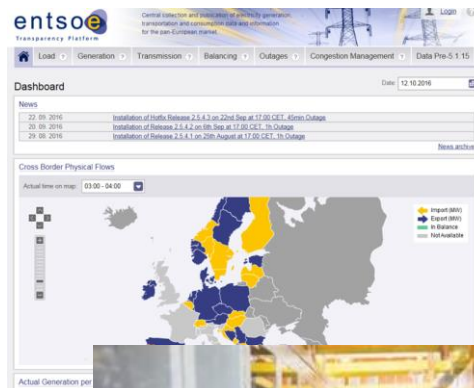 entsoe
Transparency Platform
Central collection and publication of electricity generation,
transportation and consumption data and information
for the pan-European market.
Login
Load Generation Transmission Balancing Outages Congestion Management Data Pre-5.1.15
Dashboard
Date: 12.10.2016
News
22. 09. 2016 Installation of Hotfix Release 2.5.4.3 on 22nd Sep at 17:00 CET, 45min Outage
20. 09. 2016 Installation of Release 2.5.4.2 on 6th Sep at 17:00 CET, 1h Outage
29. 08. 2016 Installation of Release 2.5.4.1 on 29th August at 17:00 CET, 1h Outage
News archive
Cross Border Physical Flows
Actual time on map: 03:00 - 04:00
Import (MW)
Export (MW)
In Balance
Not Available
Actual Generation per